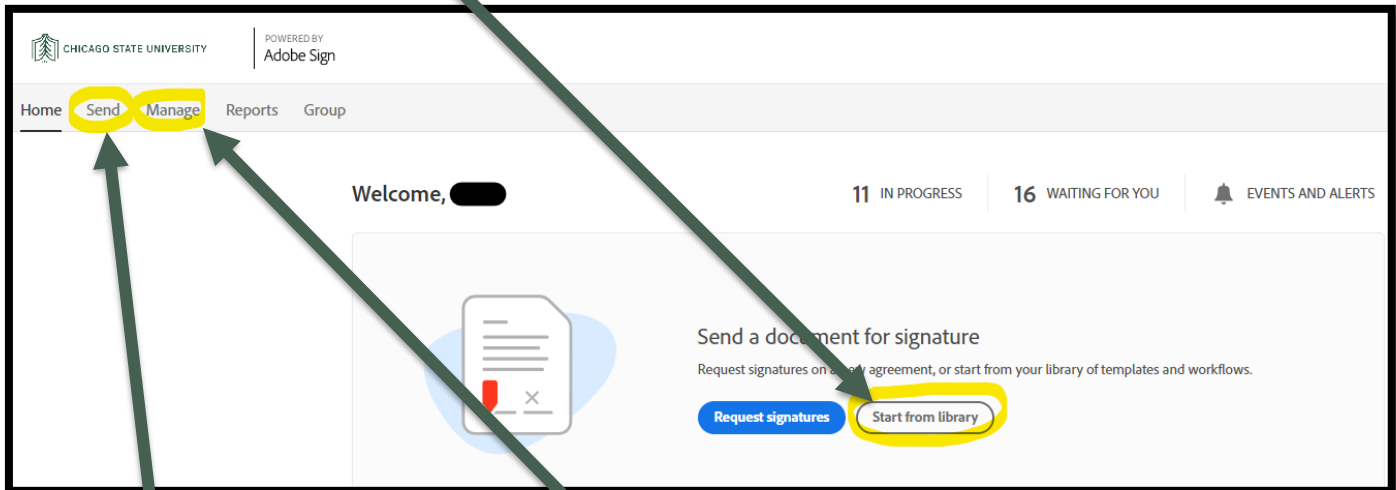 CHICAGO STATE UNIVERSITY
POWERED BY
Adobe Sign
Home Send Manage Reports Group
Welcome,
11 IN PROGRESS 16 WAITING FOR YOU EVENTS AND ALERTS
Send a document for signature
Request signatures on a new agreement, or start from your library of templates and workflows.
Request signatures Start from library